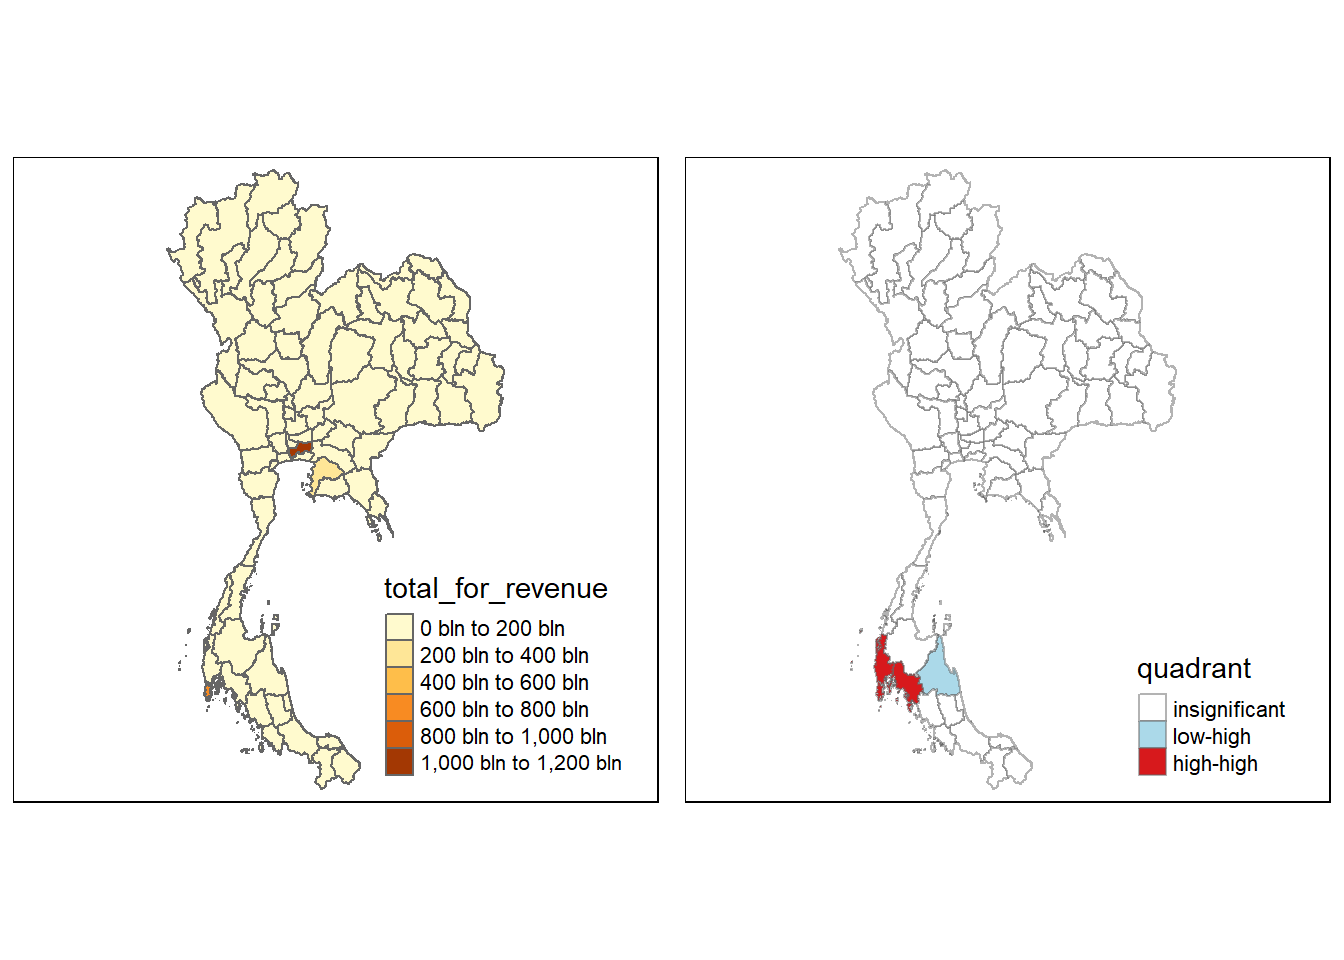 total_for_revenue
0 bln to 200 bln
200 bln to 400 bln
400 bln to 600 bln
600 bln to 800 bln
800 bln to 1,000 bln
1,000 bln to 1,200 bln
quadrant
insignificant
low-high
high-high